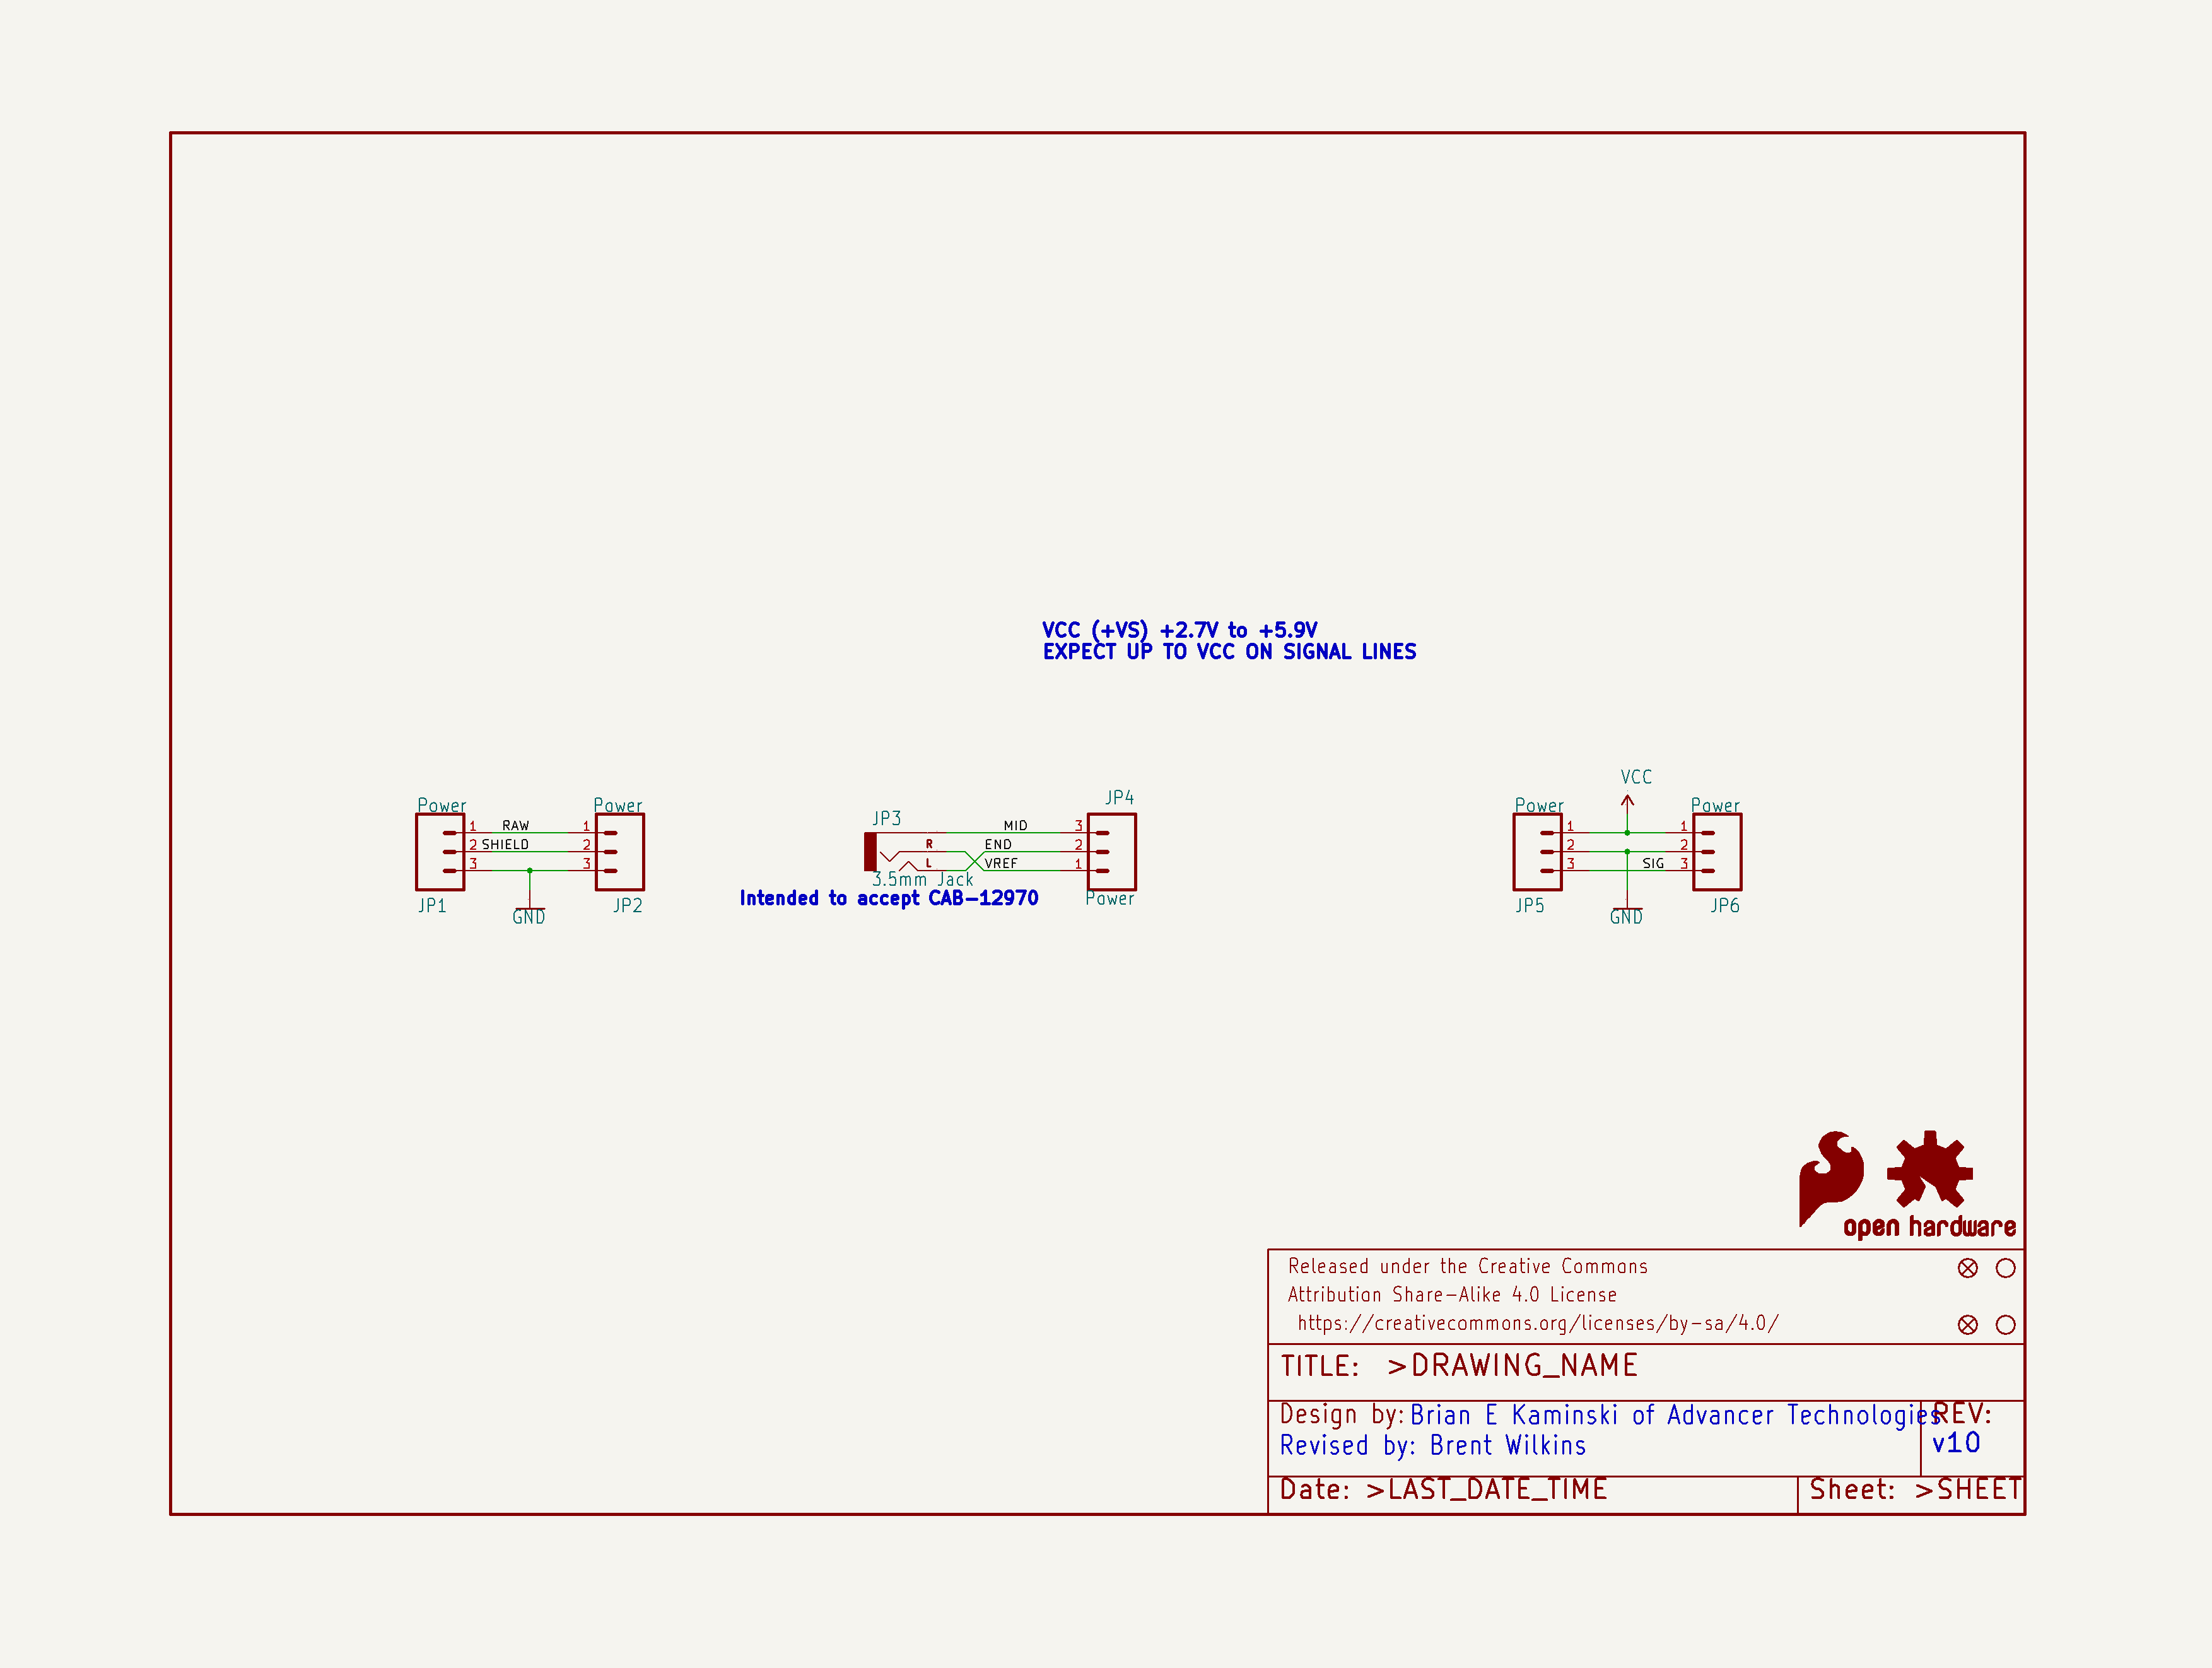 VCC (+VS) +2.7V to +5.9V
EXPECT UP TO VCC ON SIGNAL LINES
Power
1 RAW 1
2 SHIELD 2
3 3
Power
JP1
GND
JP2
JP3
MID 3
R END 2
L VREF 1
3.5mm Jack
Intended to accept CAB-12970
JP4
Power
VCC
Power
1 1
2 2
3 SIG 3
Power
JP5
GND
JP6
open hardware
Released under the Creative Commons
Attribution Share-Alike 4.0 License
https://creativecommons.org/licenses/by-sa/4.0/
TITLE: >DRAWING_NAME
Design by: Brian E Kaminski of Advancer Technologies
REV:
Revised by: Brent Wilkins
v10
Date: >LAST_DATE_TIME
Sheet: >SHEET